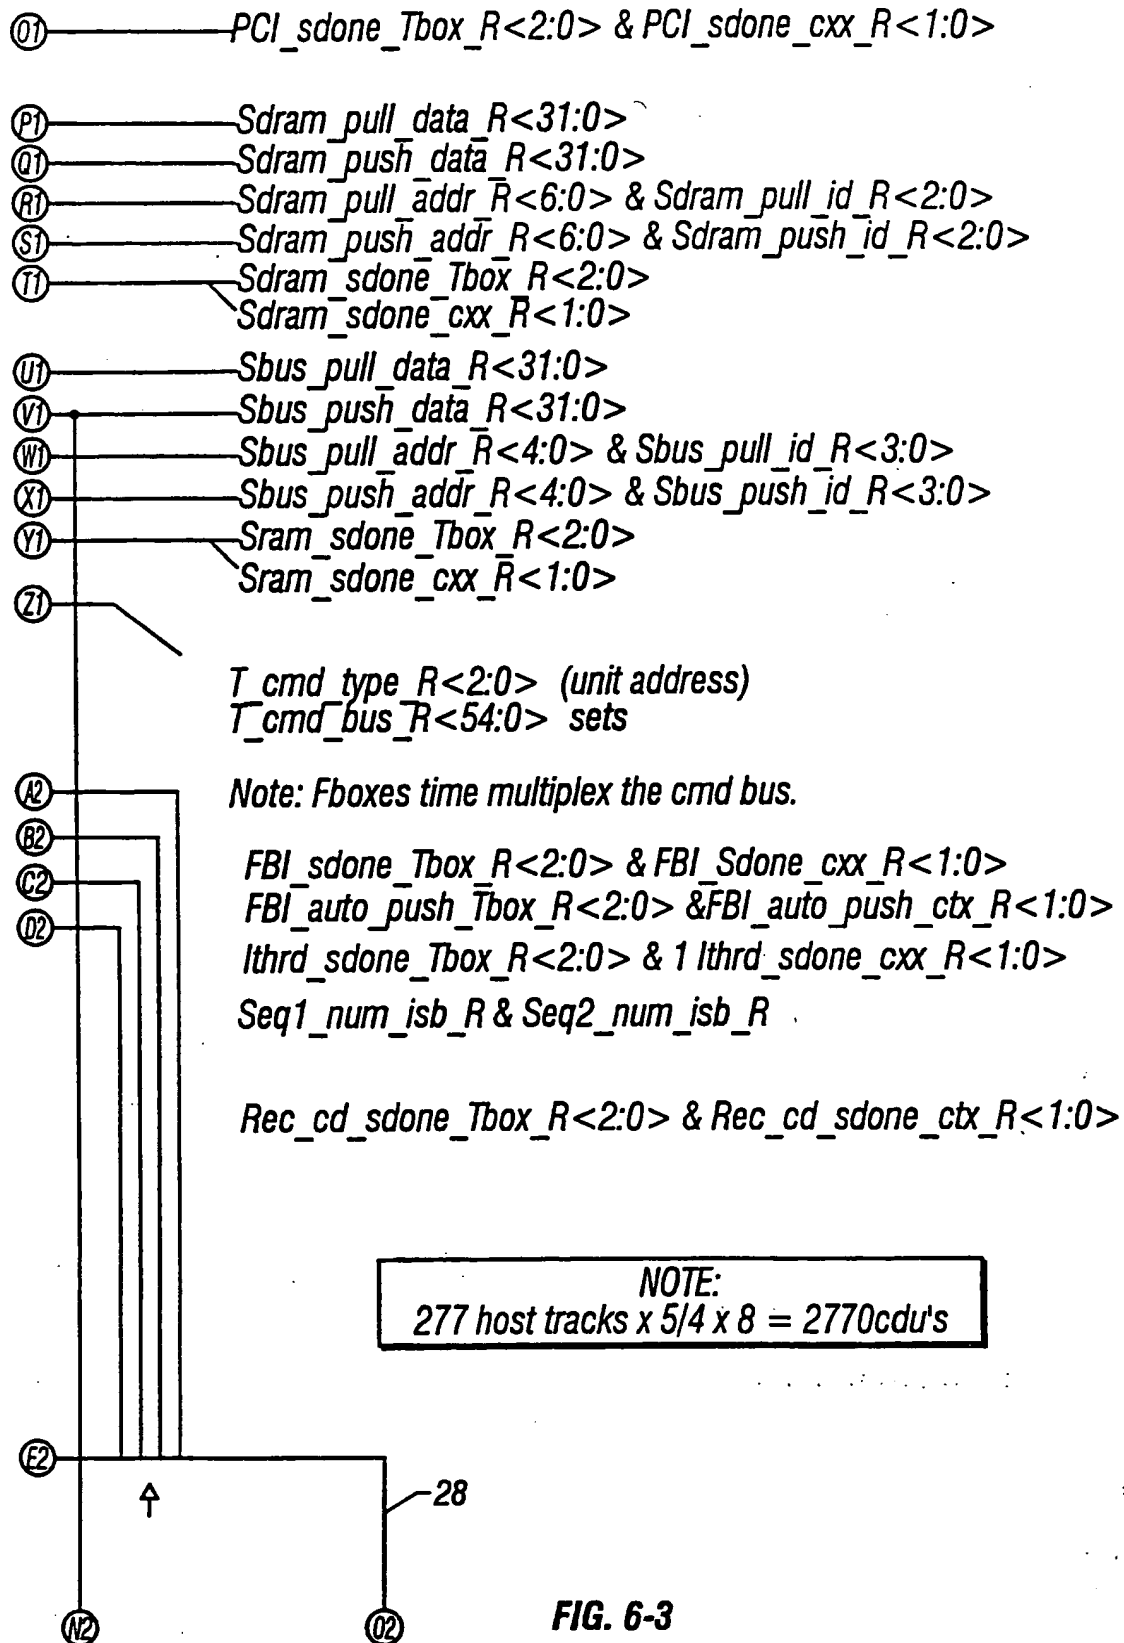 O1 PCI_sdone_Tbox_R<2:0> & PCI_sdone_cxx_R<1:0>
P1 Sdram_pull_data_R<31:0>
Q1 Sdram_push_data_R<31:0>
R1 Sdram_pull_addr_R<6:0> & Sdram_pull_id_R<2:0>
S1 Sdram_push_addr_R<6:0> & Sdram_push_id_R<2:0>
T1 Sdram_sdone_Tbox_R<2:0>
Sdram_sdone_cxx_R<1:0>
U1 Sbus_pull_data_R<31:0>
V1 Sbus_push_data_R<31:0>
W1 Sbus_pull_addr_R<4:0> & Sbus_pull_id_R<3:0>
X1 Sbus_push_addr_R<4:0> & Sbus_push_id_R<3:0>
Y1 Sram_sdone_Tbox_R<2:0>
Sram_sdone_cxx_R<1:0>
Z1
T_cmd_type_R<2:0> (unit address)
T_cmd_bus_R<54:0> sets
A2 Note: Fboxes time multiplex the cmd bus.
B2
FBI_sdone_Tbox_R<2:0> & FBI_Sdone_cxx_R<1:0>
C2
FBI_auto_push_Tbox_R<2:0> &FBI_auto_push_ctx_R<1:0>
D2
Ithrd_sdone_Tbox_R<2:0> & 1 Ithrd_sdone_cxx_R<1:0>
Seq1_num_isb_R & Seq2_num_isb_R
Rec_cd_sdone_Tbox_R<2:0> & Rec_cd_sdone_ctx_R<1:0>
NOTE:
277 host tracks x 5/4 x 8 = 2770cdu's
E2
28
N2
O2
FIG. 6-3